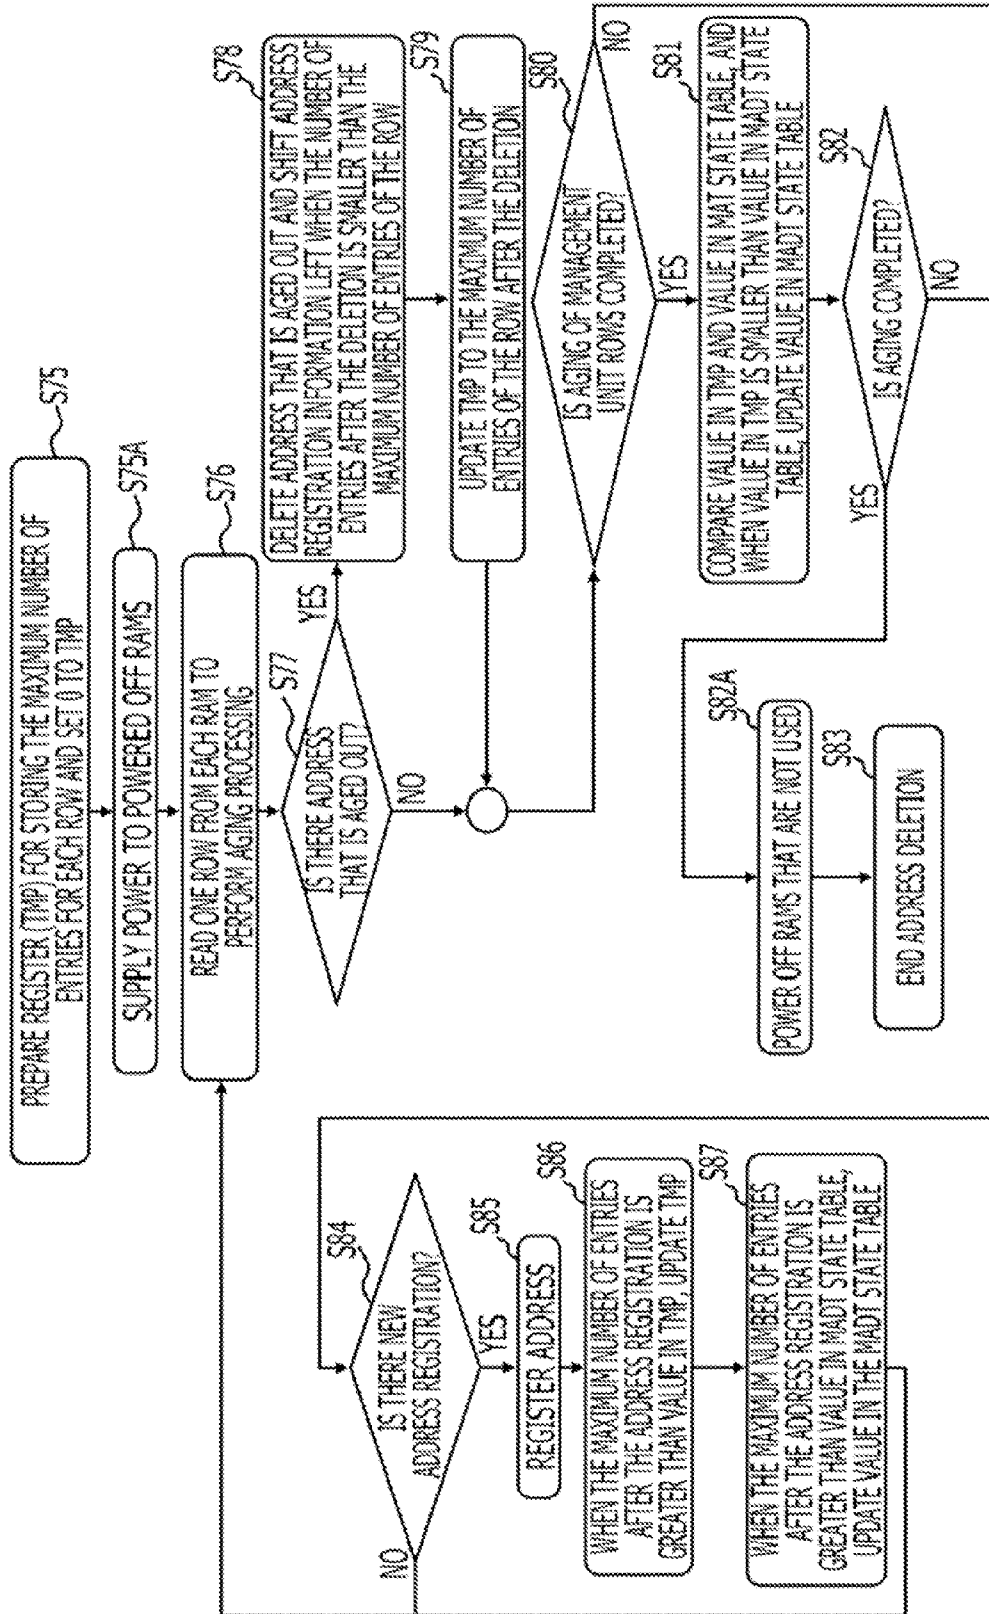 S75
PREPARE REGISTER (TMP) FOR STORING THE MAXIMUM NUMBER OF
ENTRIES FOR EACH ROW AND SET 0 TO TMP
S75A
SUPPLY POWER TO POWERED OFF RAMS
S76
READ ONE ROW FROM EACH RAM TO
PERFORM AGING PROCESSING
S77
IS THERE ADDRESS
THAT IS AGED OUT?
YES
NO
S78
DELETE ADDRESS THAT IS AGED OUT AND SHIFT ADDRESS
REGISTRATION INFORMATION LEFT WHEN THE NUMBER OF
ENTRIES AFTER THE DELETION IS SMALLER THAN THE
MAXIMUM NUMBER OF ENTRIES OF THE ROW
S79
UPDATE TMP TO THE MAXIMUM NUMBER OF
ENTRIES OF THE ROW AFTER THE DELETION
S80
IS AGING OF MANAGEMENT
UNIT ROWS COMPLETED?
NO
YES
S81
COMPARE VALUE IN TMP AND VALUE IN MAT STATE TABLE, AND
WHEN VALUE IN TMP IS SMALLER THAN VALUE IN MADT STATE
TABLE, UPDATE VALUE IN MADT STATE TABLE
S82
IS AGING COMPLETED?
YES
NO
S82A
POWER OFF RAMS THAT ARE NOT USED
S83
END ADDRESS DELETION
S84
IS THERE NEW
ADDRESS REGISTRATION?
NO
YES
S85
REGISTER ADDRESS
S86
WHEN THE MAXIMUM NUMBER OF ENTRIES
AFTER THE ADDRESS REGISTRATION IS
GREATER THAN VALUE IN TMP, UPDATE TMP
S87
WHEN THE MAXIMUM NUMBER OF ENTRIES
AFTER THE ADDRESS REGISTRATION IS
GREATER THAN VALUE IN MADT STATE TABLE,
UPDATE VALUE IN THE MADT STATE TABLE